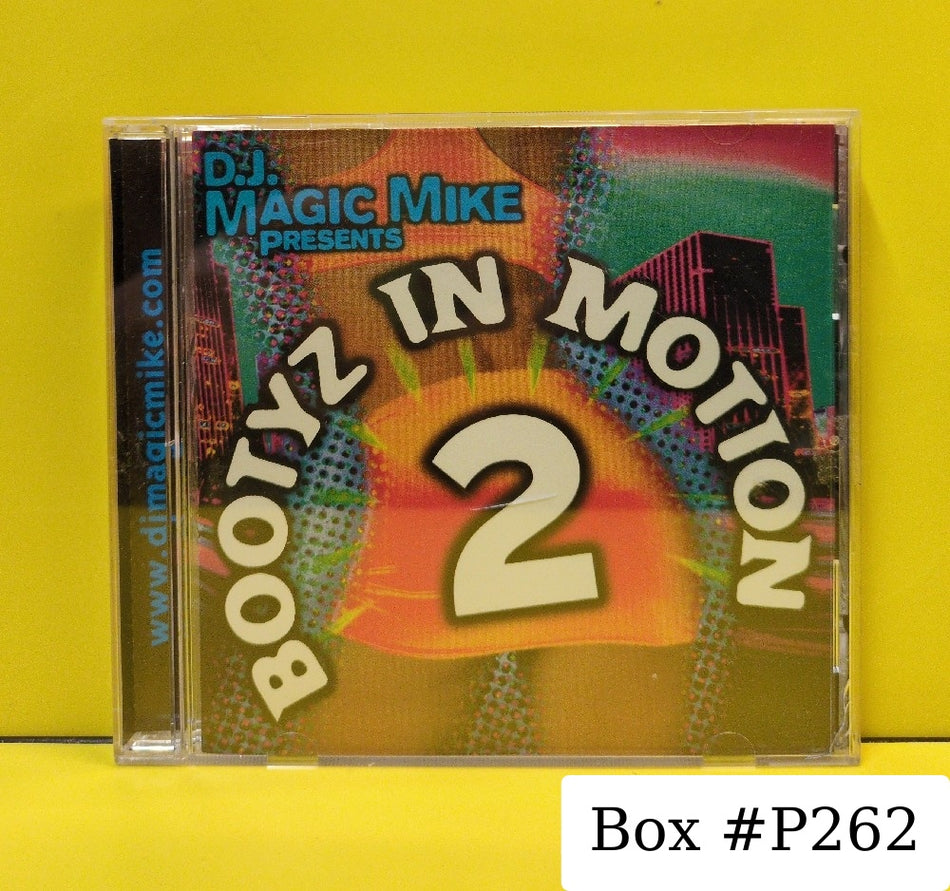 D.J.
MAGIC MIKE
PRESENTS
BOOTYZ IN MOTION
2
www.djmagicmike.com
Box #P262